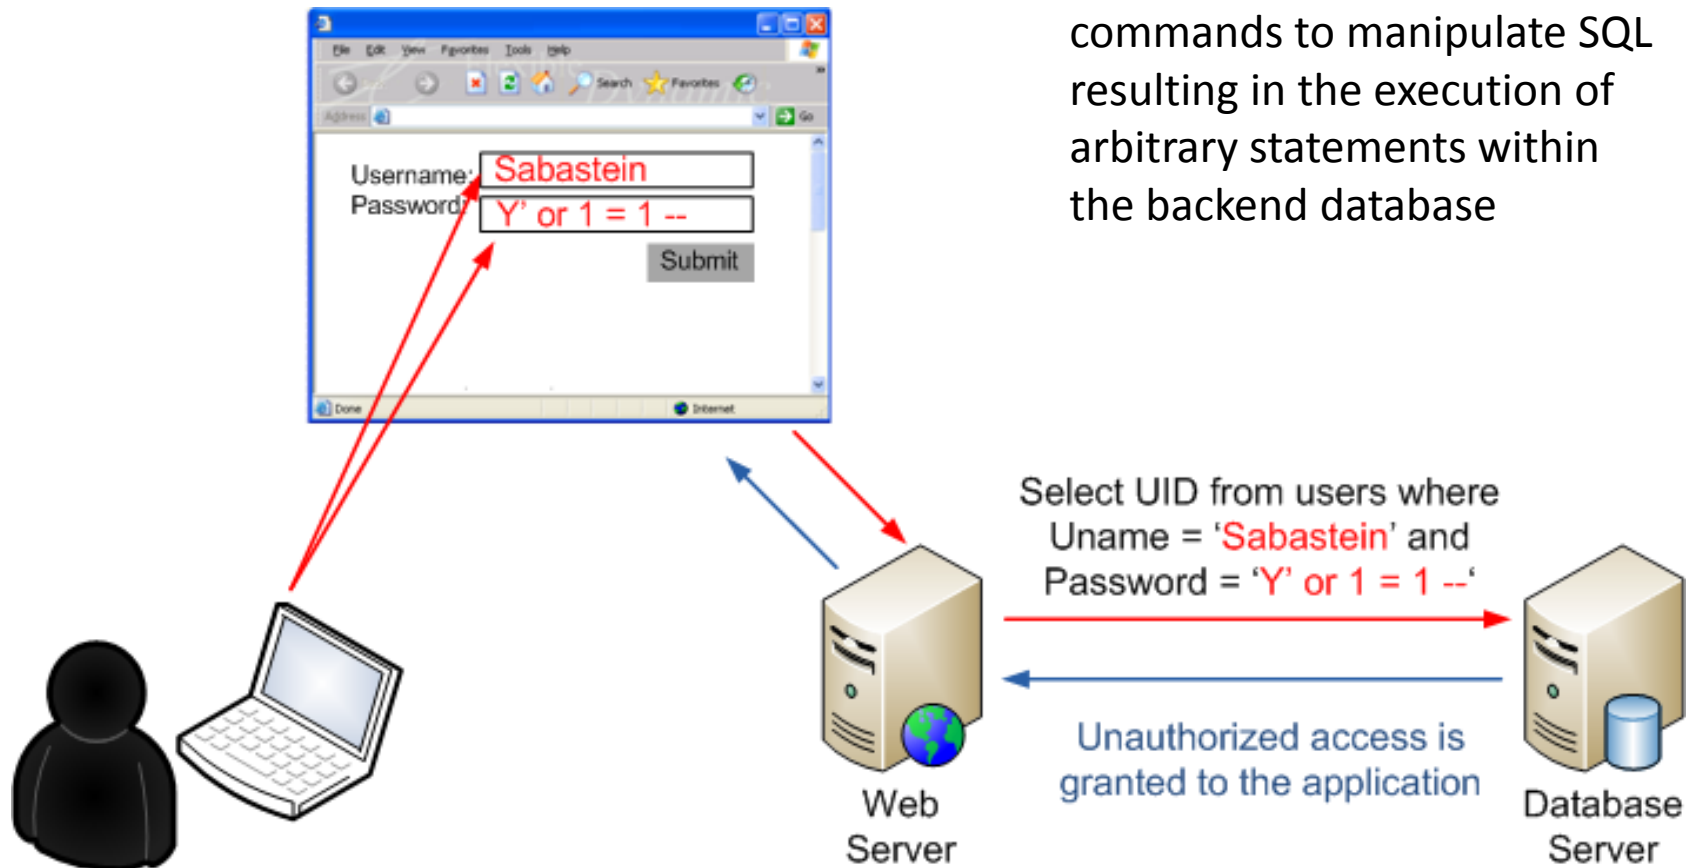 commands to manipulate SQL
resulting in the execution of
arbitrary statements within
the backend database
File Edit View Favorites Tools Help
Search Favorites
Address Go
Username: Sabastein
Password: Y’ or 1 = 1 --
Submit
Done Internet
Select UID from users where
Uname = ‘Sabastein’ and
Password = ‘Y’ or 1 = 1 --‘
Unauthorized access is
granted to the application
Web
Server
Database
Server